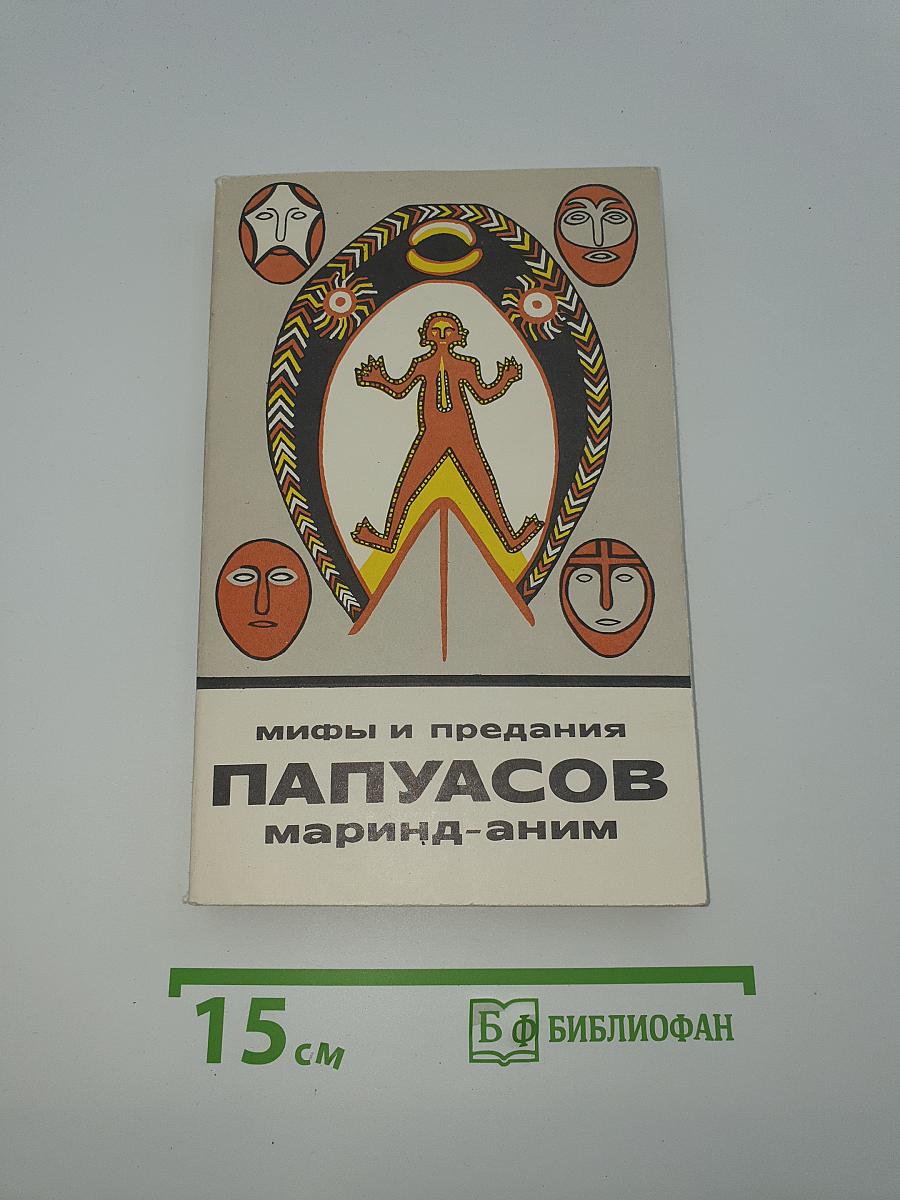 мифы и предания
ПАПУАСОВ
маринд-аним
15 см
БФ БИБЛИОФАН